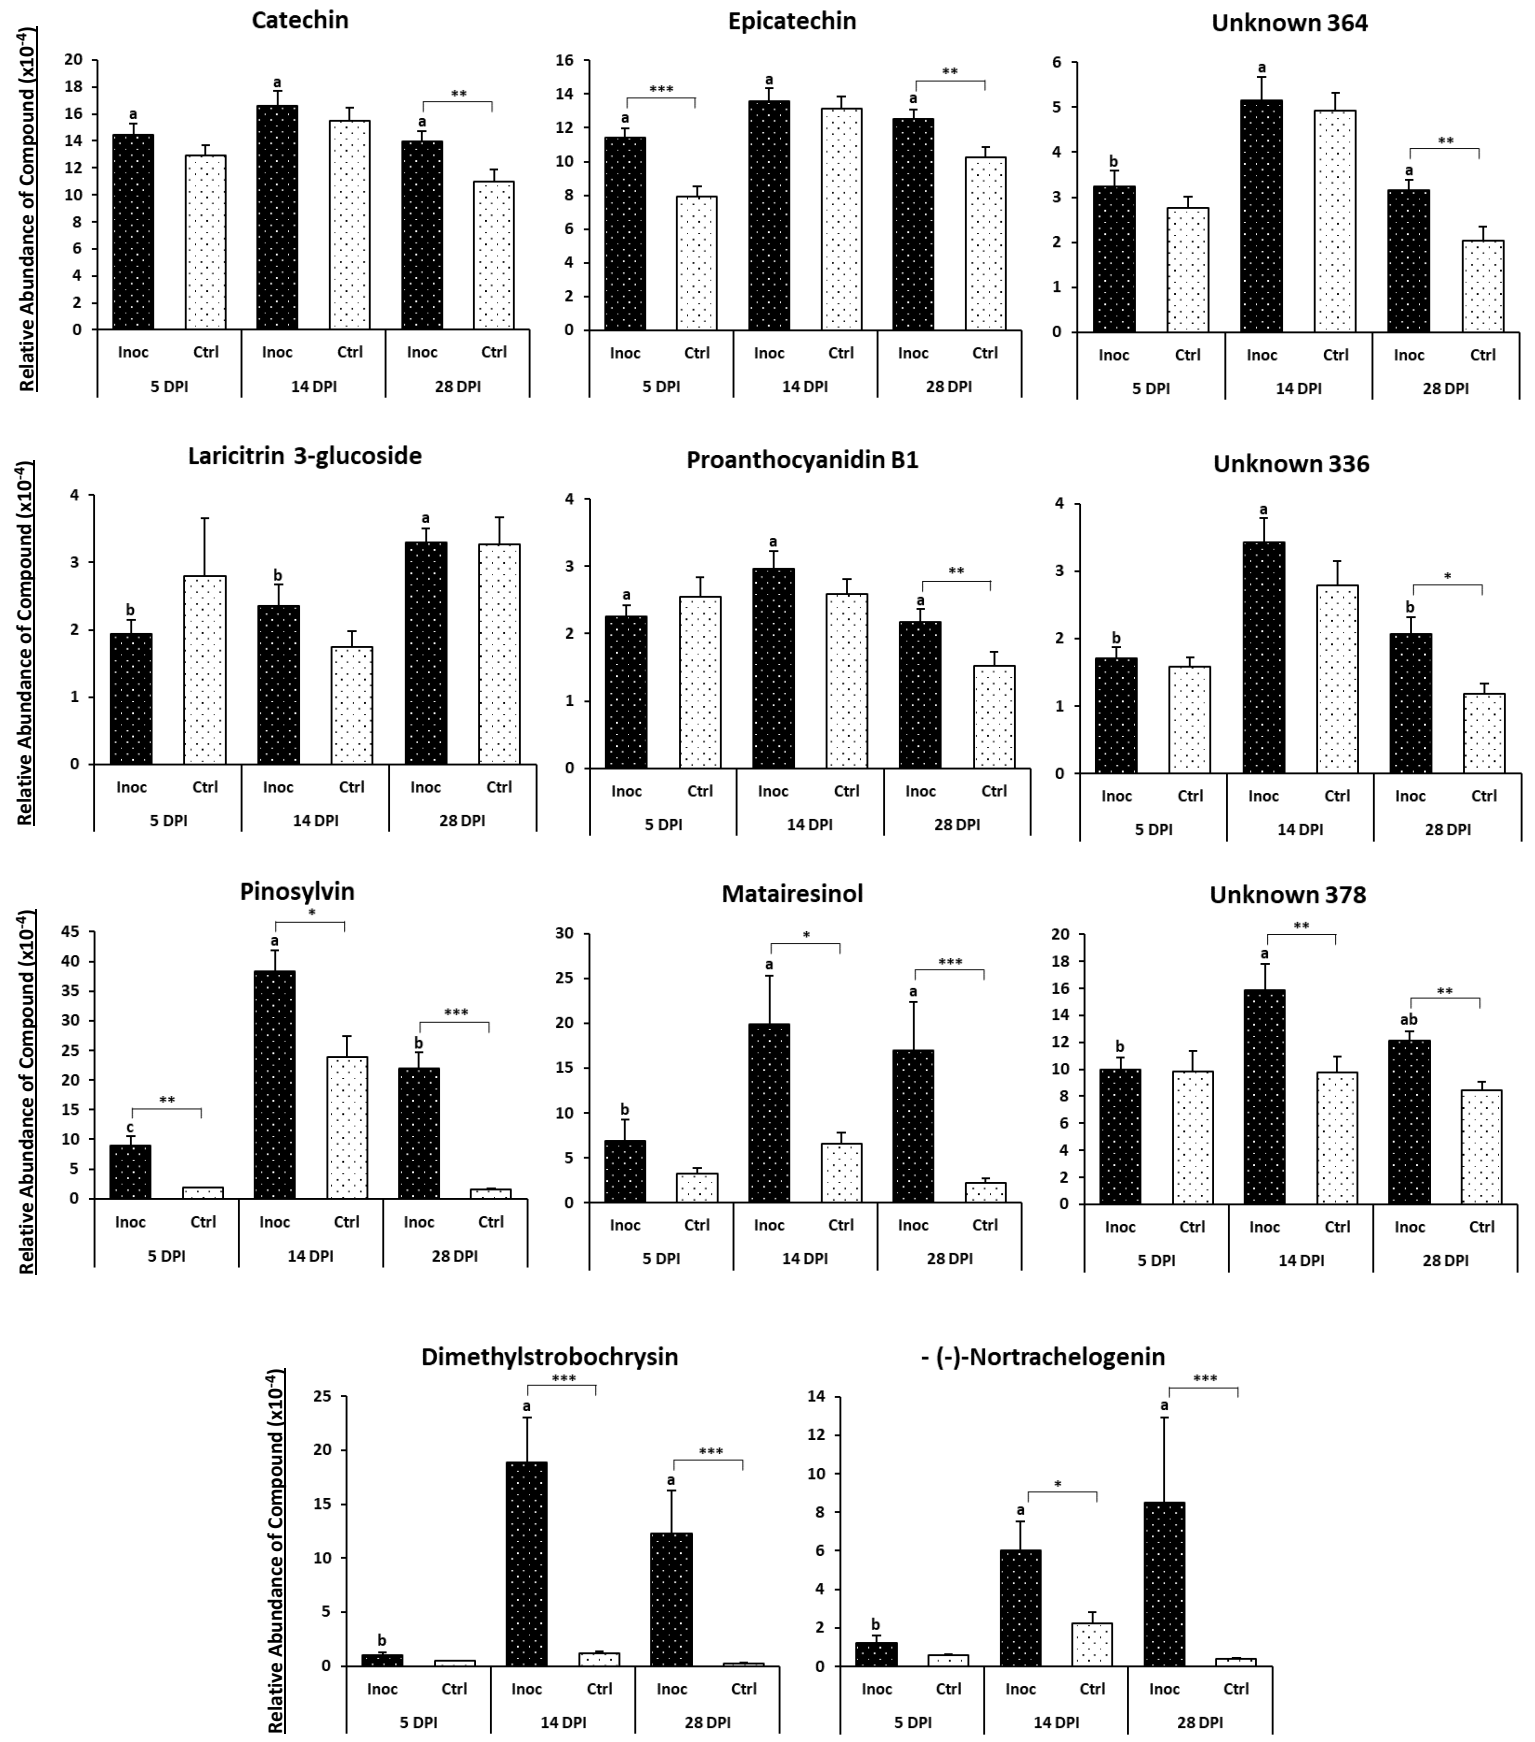 Catechin
Relative Abundance of Compound (x10-4)
20
18
16
14
12
10
8
6
4
2
0
a
a
a
**
Inoc Ctrl Inoc Ctrl Inoc Ctrl
5 DPI 14 DPI 28 DPI
Epicatechin
16
14
12
10
8
6
4
2
0
a
***
a
a
**
Inoc Ctrl Inoc Ctrl Inoc Ctrl
5 DPI 14 DPI 28 DPI
Unknown 364
6
5
4
3
2
1
0
b
a
a
**
Inoc Ctrl Inoc Ctrl Inoc Ctrl
5 DPI 14 DPI 28 DPI
Laricitrin 3-glucoside
Relative Abundance of Compound (x10-4)
4
3
2
1
0
b
b
a
Inoc Ctrl Inoc Ctrl Inoc Ctrl
5 DPI 14 DPI 28 DPI
Proanthocyanidin B1
4
3
2
1
0
a
a
a
**
Inoc Ctrl Inoc Ctrl Inoc Ctrl
5 DPI 14 DPI 28 DPI
Unknown 336
4
3
2
1
0
b
a
b
*
Inoc Ctrl Inoc Ctrl Inoc Ctrl
5 DPI 14 DPI 28 DPI
Pinosylvin
Relative Abundance of Compound (x10-4)
45
40
35
30
25
20
15
10
5
0
c
**
a
*
b
***
Inoc Ctrl Inoc Ctrl Inoc Ctrl
5 DPI 14 DPI 28 DPI
Matairesinol
30
25
20
15
10
5
0
b
a
*
a
***
Inoc Ctrl Inoc Ctrl Inoc Ctrl
5 DPI 14 DPI 28 DPI
Unknown 378
20
18
16
14
12
10
8
6
4
2
0
b
a
**
ab
**
Inoc Ctrl Inoc Ctrl Inoc Ctrl
5 DPI 14 DPI 28 DPI
Dimethylstrobochrysin
Relative Abundance of Compound (x10-4)
25
20
15
10
5
0
b
a
***
a
***
Inoc Ctrl Inoc Ctrl Inoc Ctrl
5 DPI 14 DPI 28 DPI
- (-)-Nortrachelogenin
14
12
10
8
6
4
2
0
b
a
*
a
***
Inoc Ctrl Inoc Ctrl Inoc Ctrl
5 DPI 14 DPI 28 DPI